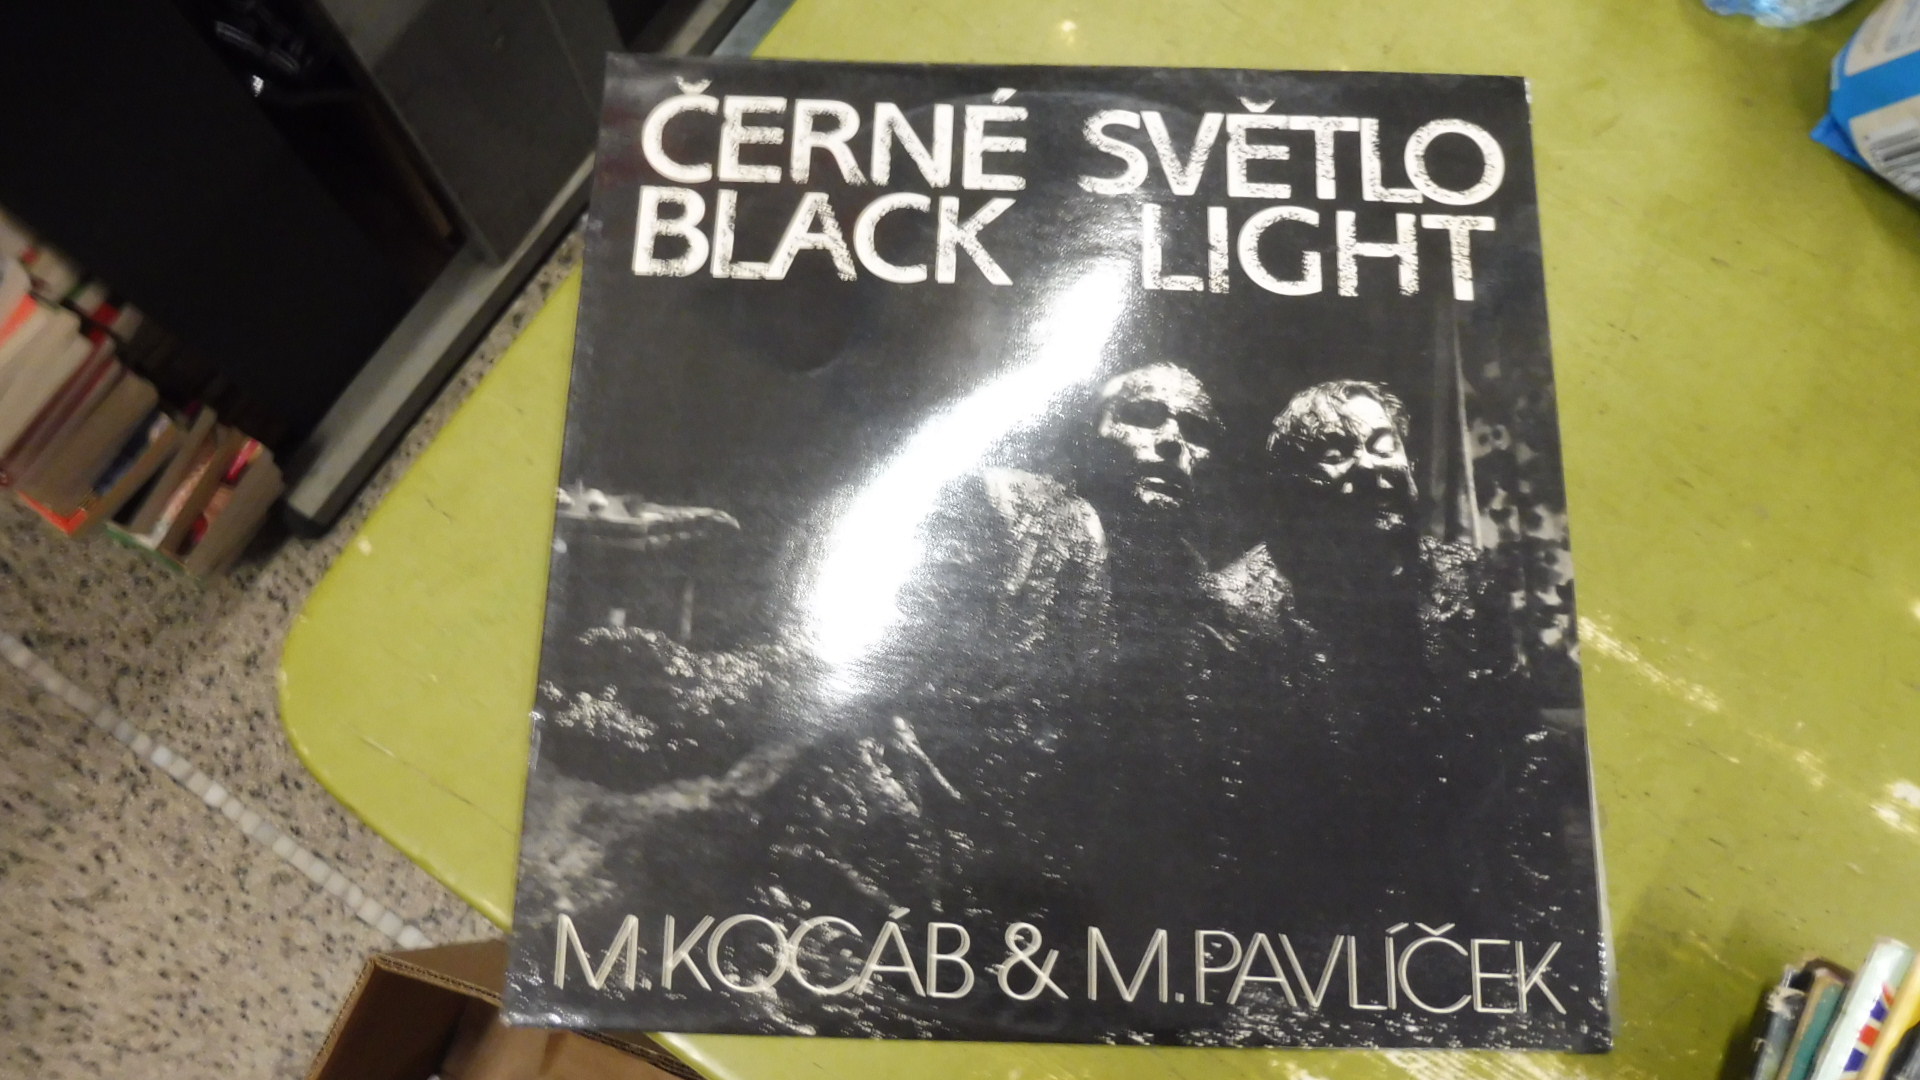 ČERNÉ SVĚTLO
BLACK LIGHT
M.KOCÁB & M.PAVLÍČEK